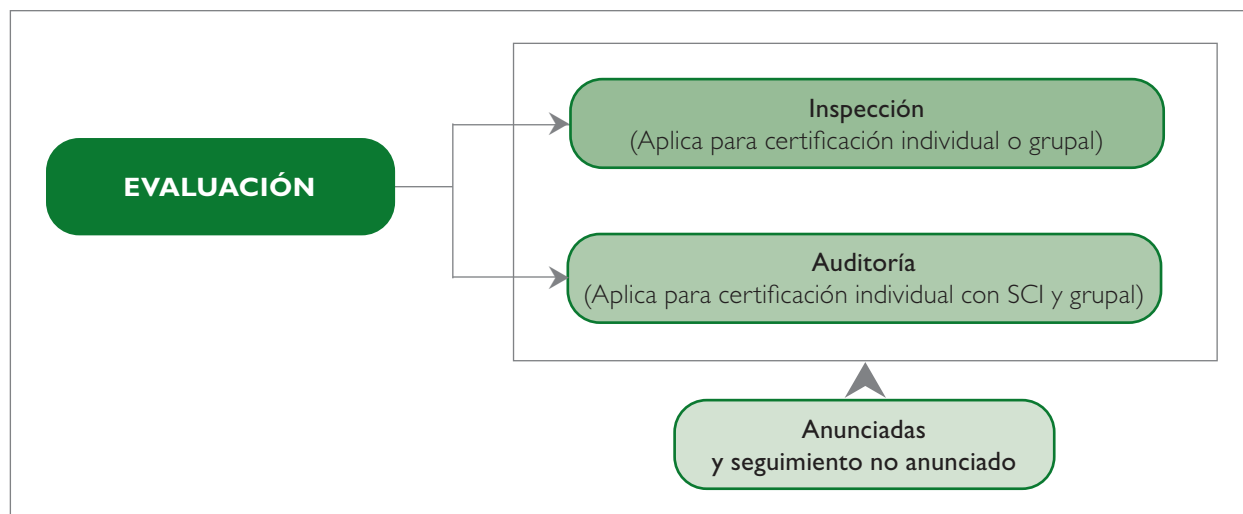 EVALUACIÓN
Inspección
(Aplica para certificación individual o grupal)
Auditoría
(Aplica para certificación individual con SCI y grupal)
Anunciadas
y seguimiento no anunciado